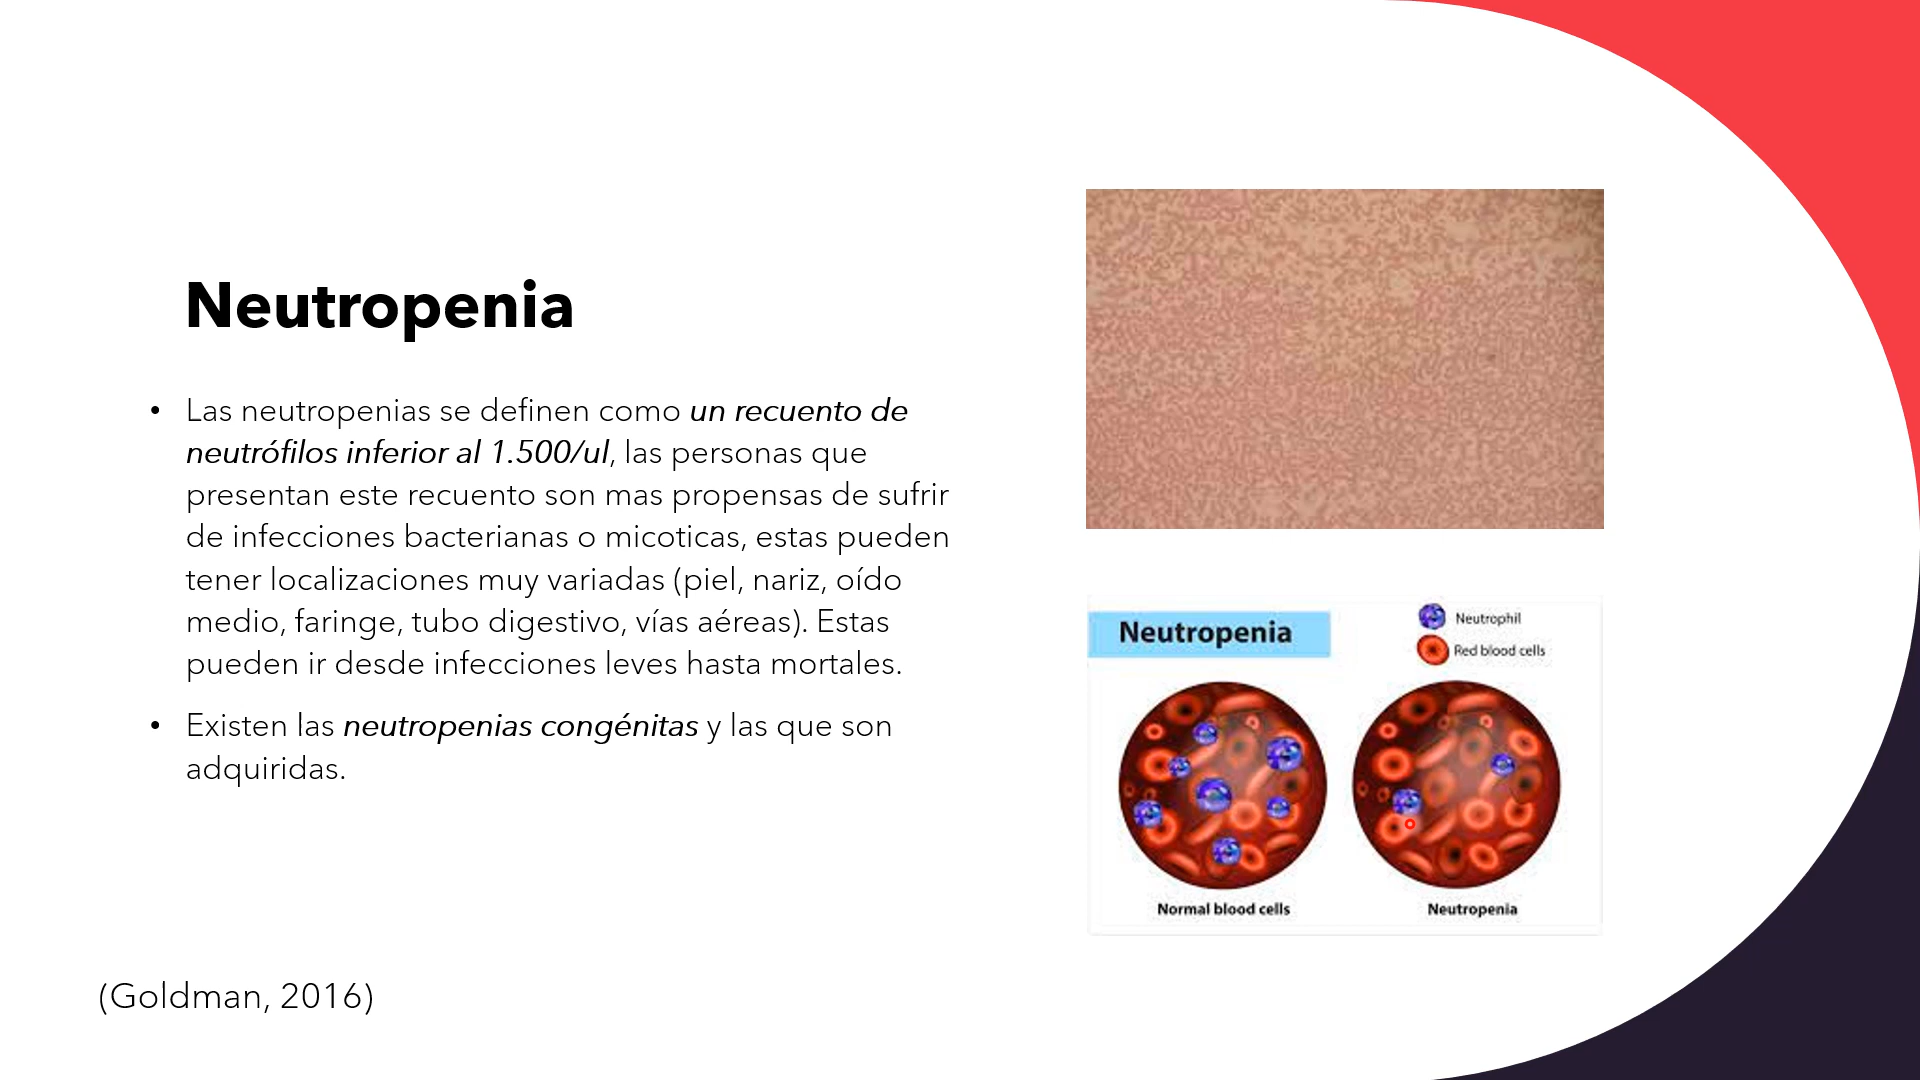 Neutropenia
• Las neutropenias se definen como un recuento de
neutrófilos inferior al 1.500/ul, las personas que
presentan este recuento son mas propensas de sufrir
de infecciones bacterianas o micoticas, estas pueden
tener localizaciones muy variadas (piel, nariz, oído
medio, faringe, tubo digestivo, vías aéreas). Estas
pueden ir desde infecciones leves hasta mortales.
• Existen las neutropenias congénitas y las que son
adquiridas.
(Goldman, 2016)
Neutropenia
Neutrophil
Red blood cells
Normal blood cells
Neutropenia